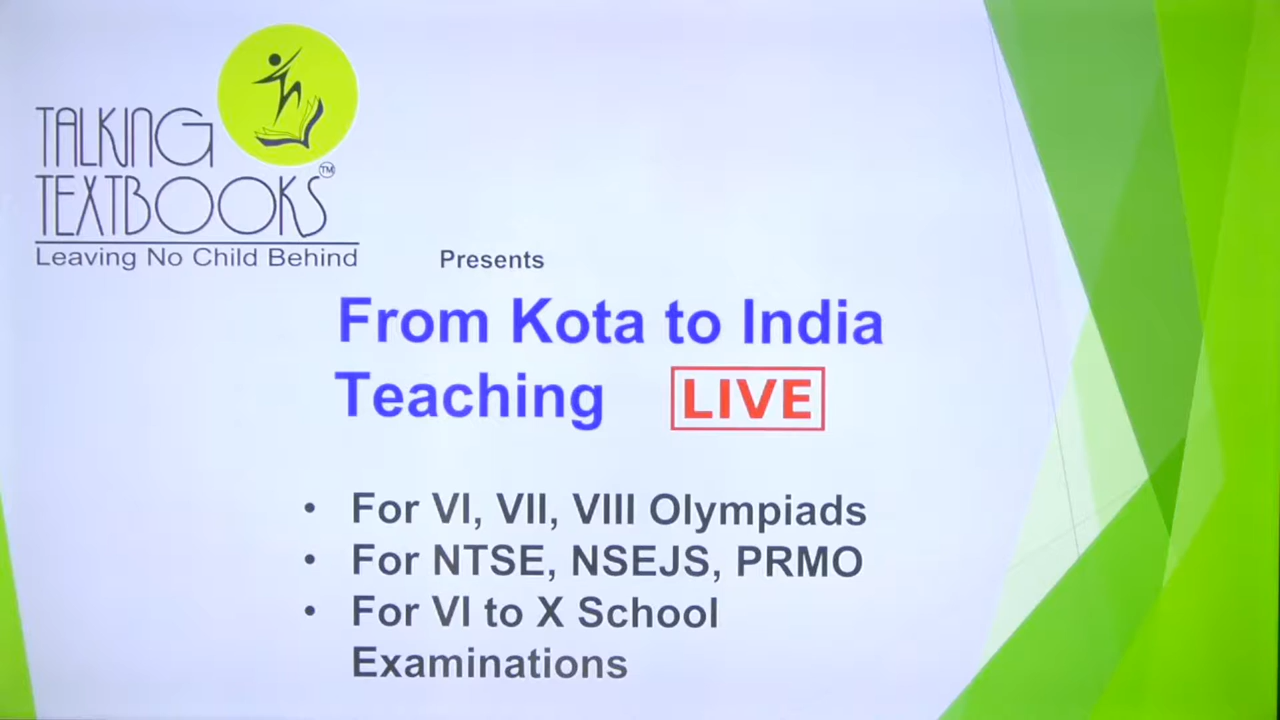 TALKING
TEXTBOOKS™
Leaving No Child Behind
Presents
From Kota to India
Teaching LIVE
• For VI, VII, VIII Olympiads
• For NTSE, NSEJS, PRMO
• For VI to X School
Examinations